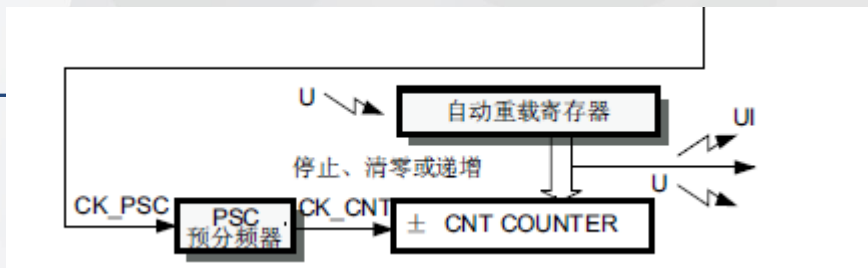 U
自动重载寄存器
UI
停止、清零或递增
U
CK_PSC
PSC
预分频器
CK_CNT
± CNT COUNTER